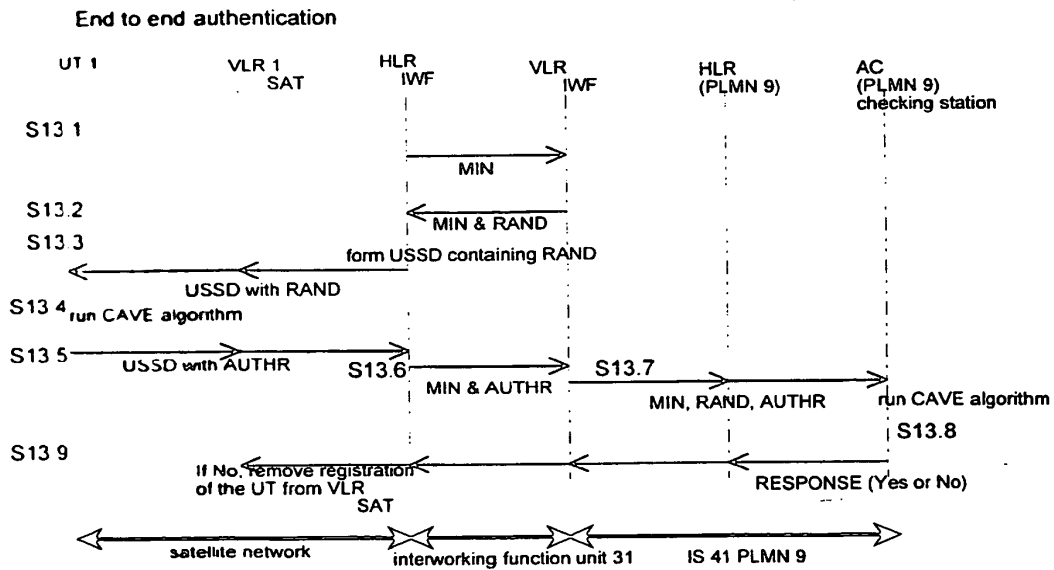 End to end authentication
UT 1
VLR 1
SAT
HLR
IWF
VLR
IWF
HLR
(PLMN 9)
AC
(PLMN 9)
checking station
S13 1
MIN
S13.2
MIN & RAND
S13.3
form USSD containing RAND
USSD with RAND
S13 4
run CAVE algorithm
S13 5
USSD with AUTHR
S13.6
MIN & AUTHR
S13.7
MIN, RAND, AUTHR
run CAVE algorithm
S13.8
S13 9
If No, remove registration
of the UT from VLR
SAT
RESPONSE (Yes or No)
satellite network
interworking function unit 31
IS 41 PLMN 9